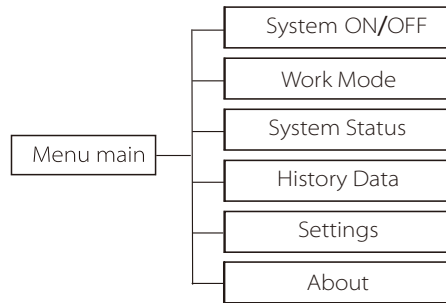 System ON/OFF
Work Mode
System Status
Menu main
History Data
Settings
About